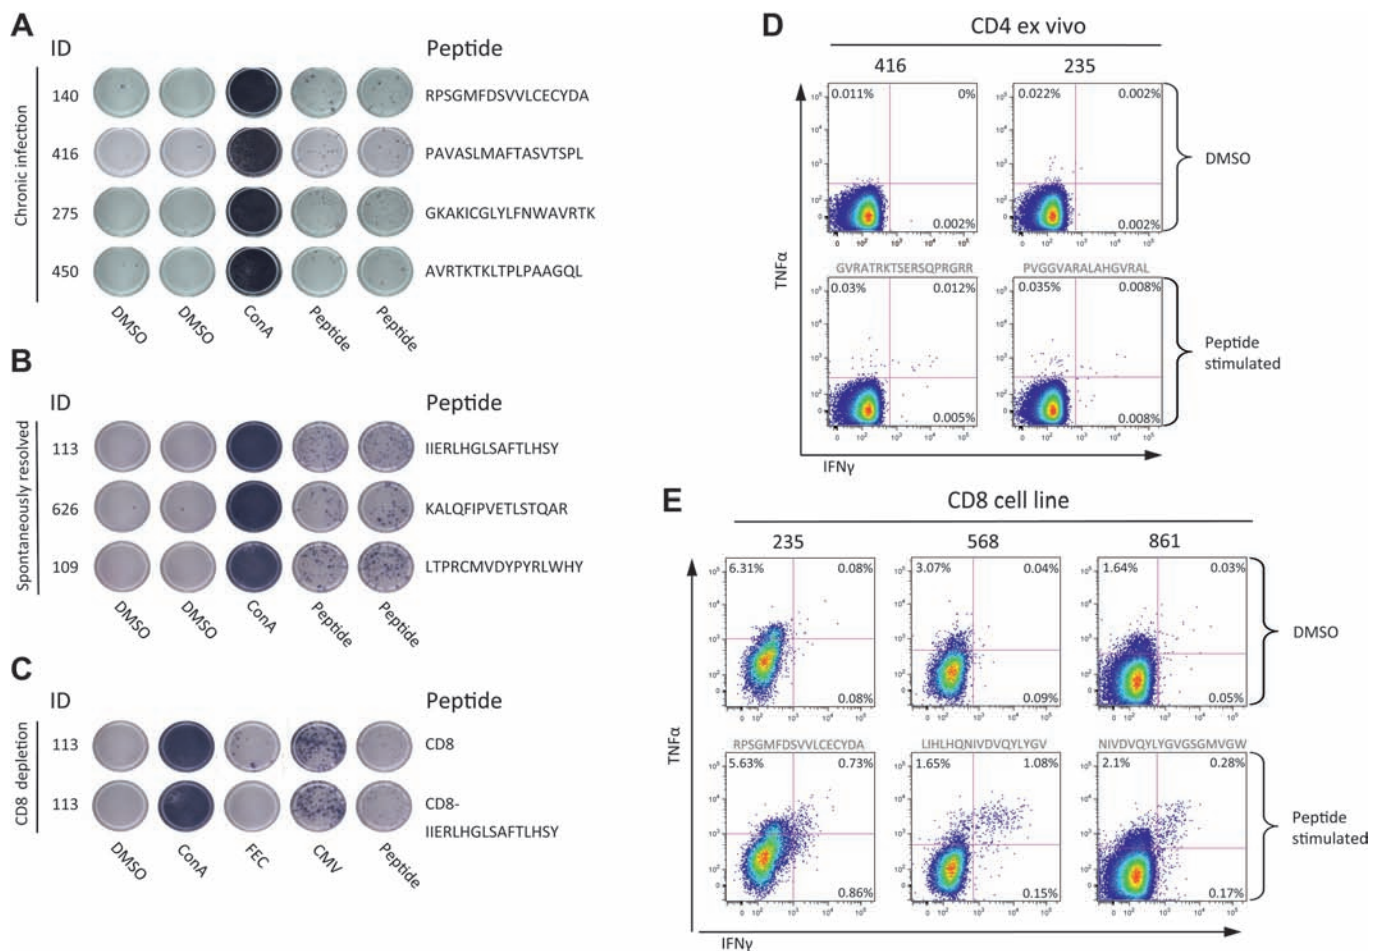 A
ID
Peptide
Chronic infection
140
RPSGMFDSVVLCECYDA
416
PAVASLMAFTASVTSPL
275
GKAKICGLYLFNWAVRTK
450
AVRTKTKLTPLPAAGQL
DMSO
DMSO
ConA
Peptide
Peptide
B
ID
Peptide
Spontaneously resolved
113
IIERLHGLSAFTLHSY
626
KALQFIPVETLSTQAR
109
LTPRCMVDYPYRLWHY
DMSO
DMSO
ConA
Peptide
Peptide
C
ID
Peptide
CD8 depletion
113
CD8
113
CD8-
IIERLHGLSAFTLHSY
DMSO
ConA
FEC
CMV
Peptide
D
CD4 ex vivo
416
235
0.011%
0%
0.002%
0.022%
0.002%
0.002%
DMSO
GVRATRKTSERSQPRGRR
PVGGVARALAHGVRAL
0.03%
0.012%
0.005%
0.035%
0.008%
0.008%
Peptide
stimulated
TNFα
IFNγ
E
CD8 cell line
235
568
861
6.31%
0.08%
0.08%
3.07%
0.04%
0.09%
1.64%
0.03%
0.05%
DMSO
RPSGMFDSVVLCECYDA
LIHLHQNIVDVQYLYGV
NIVDVQYLYGVGSGMVGW
5.63%
0.73%
0.86%
1.65%
1.08%
0.15%
2.1%
0.28%
0.17%
Peptide
stimulated
TNFα
IFNγ